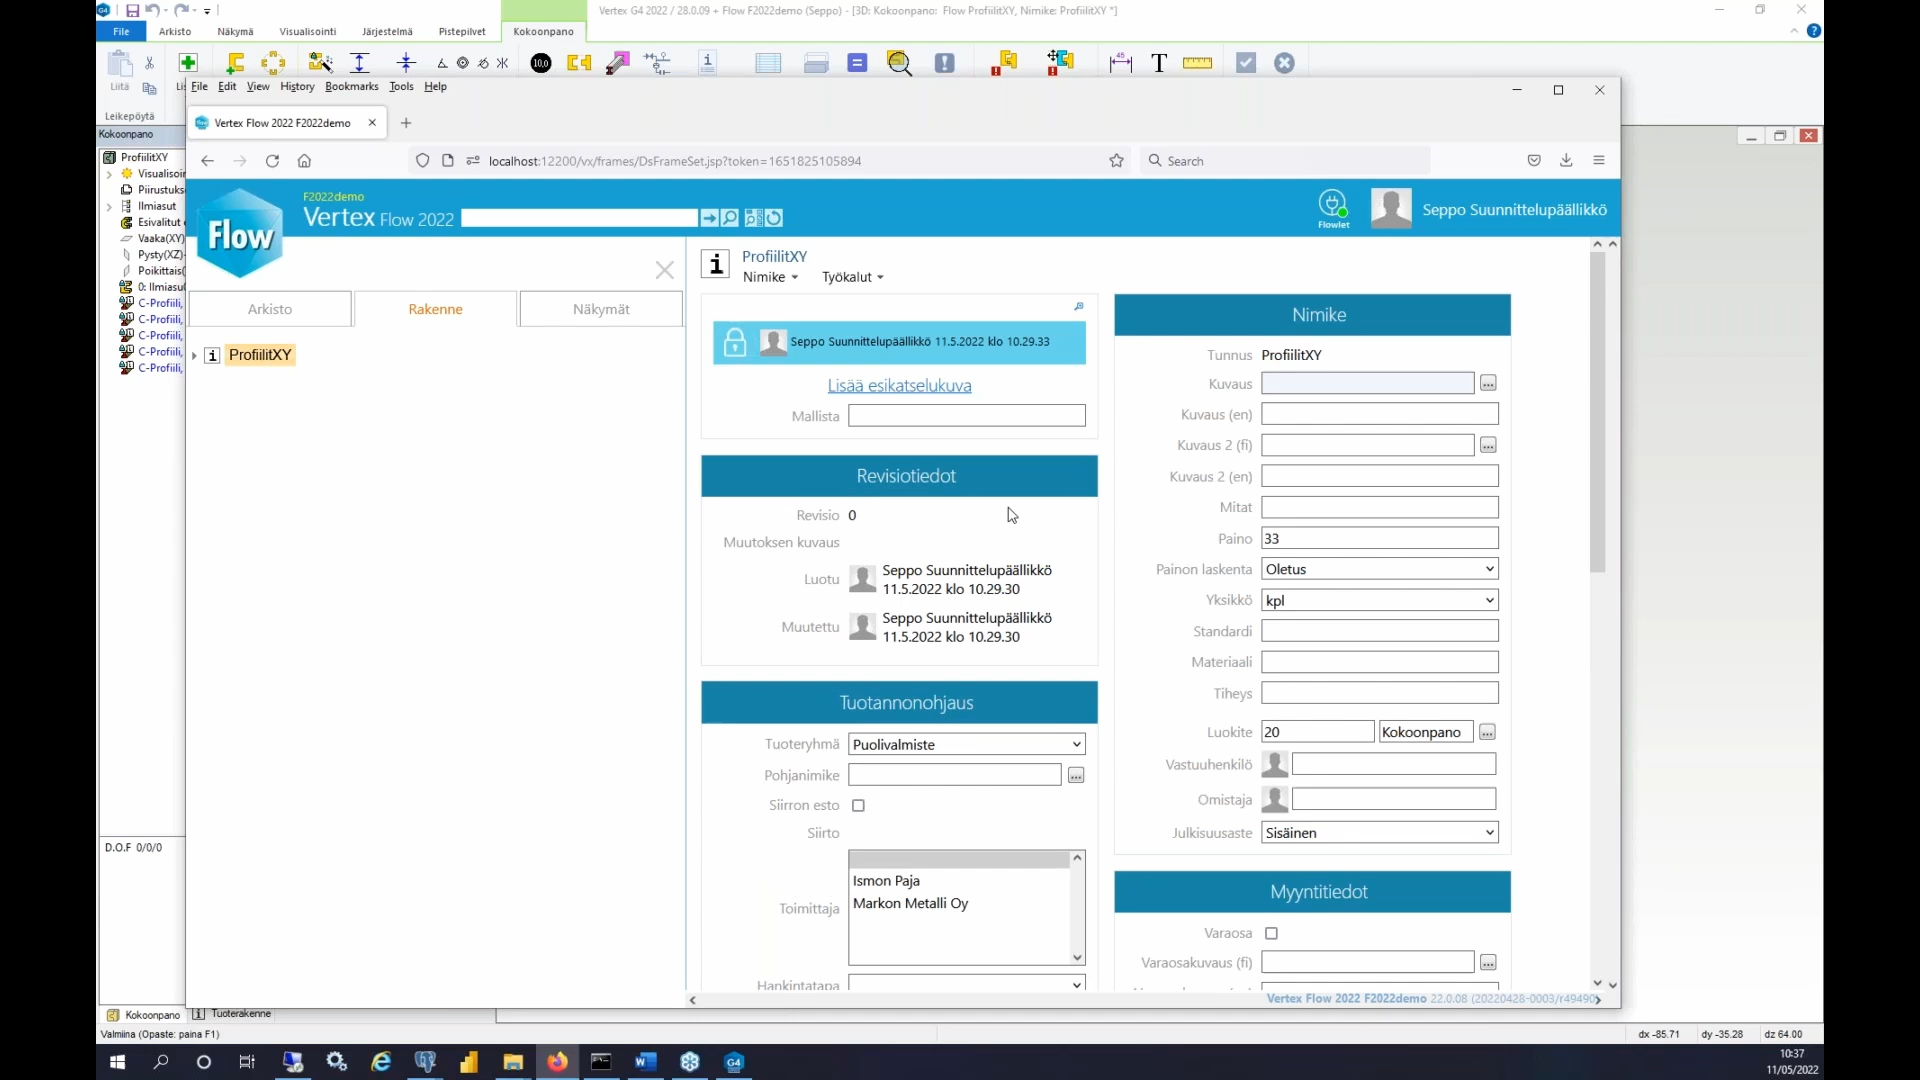 Vertex G4 2022 / 28.0.09 + Flow F2022demo (Seppo) - [3D: Kokoonpano: Flow ProfiilitXY, Nimike: ProfiilitXY *]
File Arkisto Näkymä Visualisointi Järjestelmä Pistepilvet Kokoonpano
Liitä
Leikepöytä
Kokoonpano
ProfiilitXY
Ilmiasut
Esivalitut
Vaaka(XY)
Pysty(XZ)
C-Profiili,
C-Profiili,
C-Profiili,
C-Profiili,
C-Profiili,
D.O.F 0/0/0
File Edit View History Bookmarks Tools Help
Vertex Flow 2022 F2022demo
localhost:12200/vx/frames/DsFrameSet.jsp?token=1651825105894
Search
Flow
F2022demo
Vertex Flow 2022
Flowlet
Seppo Suunnittelupäällikkö
Arkisto Rakenne Näkymät
i ProfiilitXY
i ProfiilitXY
Nimike Työkalut
Seppo Suunnittelupäällikkö 11.5.2022 klo 10.29.33
Lisää esikatselukuva
Mallista
Revisiotiedot
Revisio 0
Muutoksen kuvaus
Luotu Seppo Suunnittelupäällikkö
11.5.2022 klo 10.29.30
Muutettu Seppo Suunnittelupäällikkö
11.5.2022 klo 10.29.30
Tuotannonohjaus
Tuoteryhmä Puolivalmiste
Pohjanimike
Siirron esto
Siirto
Toimittaja
Ismon Paja
Markon Metalli Oy
Hankintatapa
Nimike
Tunnus ProfiilitXY
Kuvaus
Kuvaus (en)
Kuvaus 2 (fi)
Kuvaus 2 (en)
Mitat
Paino 33
Painon laskenta Oletus
Yksikkö kpl
Standardi
Materiaali
Tiheys
Luokite 20 Kokoonpano
Vastuuhenkilö
Omistaja
Julkisuusaste Sisäinen
Myyntitiedot
Varaosa
Varaosakuvaus (fi)
Vertex Flow 2022 F2022demo 22.0.08 (20220428-0003/r49490)
Kokoonpano i Tuoterakenne
Valmiina (Opaste: paina F1)
dx -85.71 dy -35.28 dz 64.00
10:37
11/05/2022